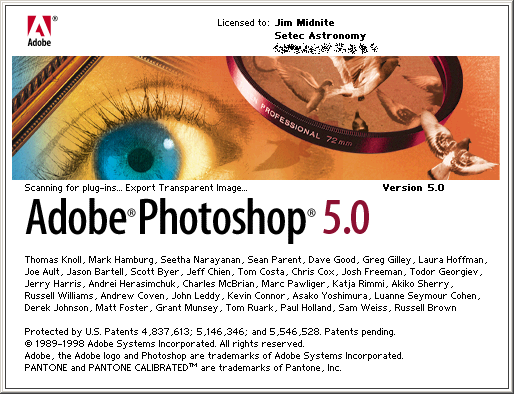 Adobe®
Licensed to: Jim Midnite
Setec Astronomy
PROFESSIONAL 72mm
Scanning for plug-ins... Export Transparent Image...
Version 5.0
Adobe® Photoshop® 5.0
Thomas Knoll, Mark Hamburg, Seetha Narayanan, Sean Parent, Dave Good, Greg Gilley, Laura Hoffman,
Joe Ault, Jason Bartell, Scott Byer, Jeff Chien, Tom Costa, Chris Cox, Josh Freeman, Todor Georgiev,
Jerry Harris, Andrei Herasimchuk, Charles McBrian, Marc Pawliger, Katja Rimmi, Akiko Sherry,
Russell Williams, Andrew Coven, John Leddy, Kevin Connor, Asako Yoshimura, Luanne Seymour Cohen,
Derek Johnson, Matt Foster, Grant Munsey, Tom Ruark, Paul Holland, Sam Weiss, Russell Brown
Protected by U.S. Patents 4,837,613; 5,146,346; and 5,546,528. Patents pending.
© 1989-1998 Adobe Systems Incorporated. All rights reserved.
Adobe, the Adobe logo and Photoshop are trademarks of Adobe Systems Incorporated.
PANTONE and PANTONE CALIBRATED™ are trademarks of Pantone, Inc.